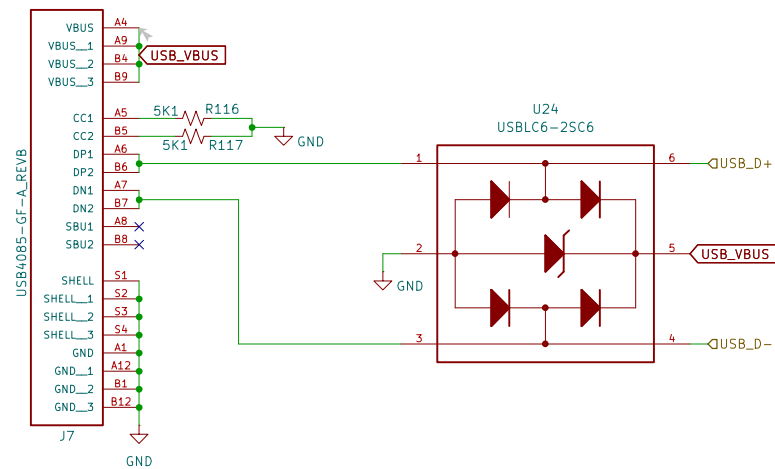 USB4085-GF-A_REVB
VBUS A4
VBUS__1 A9
VBUS__2 B4
VBUS__3 B9
USB_VBUS
CC1 A5 5K1 R116
CC2 B5 5K1 R117
GND
DP1 A6
DP2 B6
DN1 A7
DN2 B7
SBU1 A8
SBU2 B8
SHELL S1
SHELL__1 S2
SHELL__2 S3
SHELL__3 S4
GND A1
GND__1 A12
GND__2 B1
GND__3 B12
J7
GND
U24
USBLC6-2SC6
1 6 USB_D+
2 5 USB_VBUS
GND
3 4 USB_D-